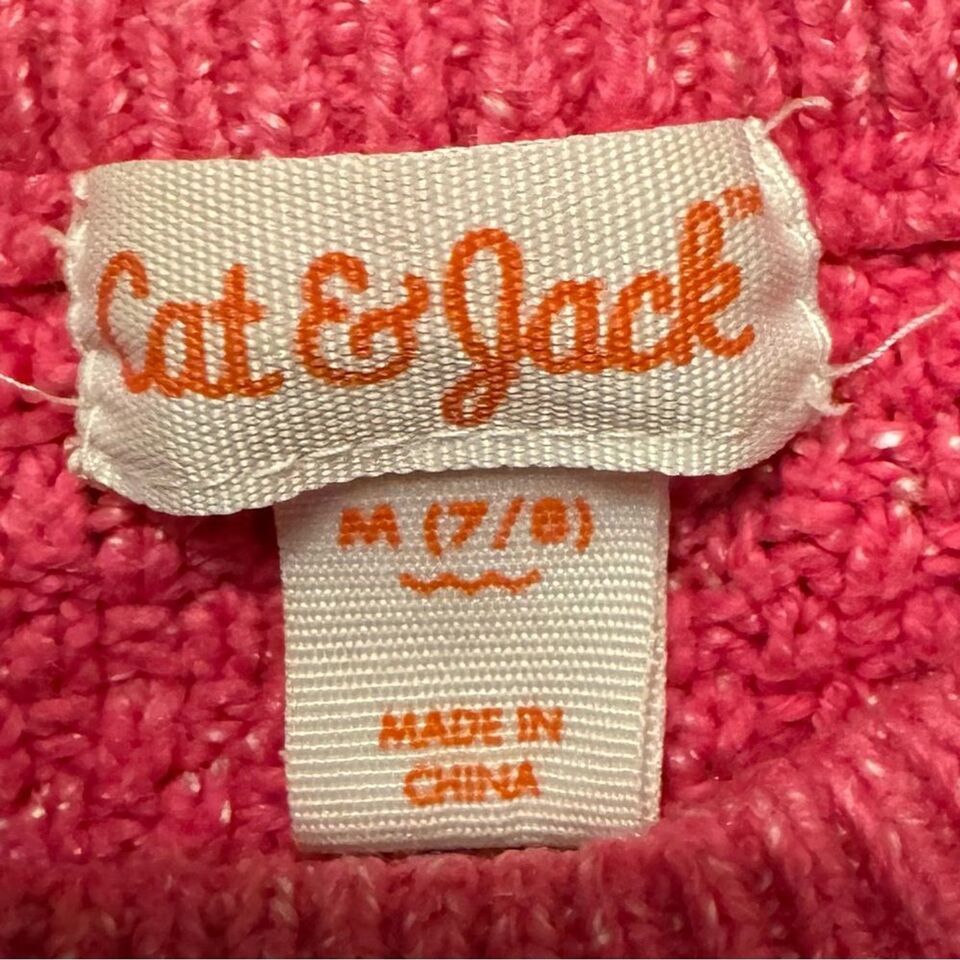 Cat & Jack™
M (7/8)
MADE IN
CHINA